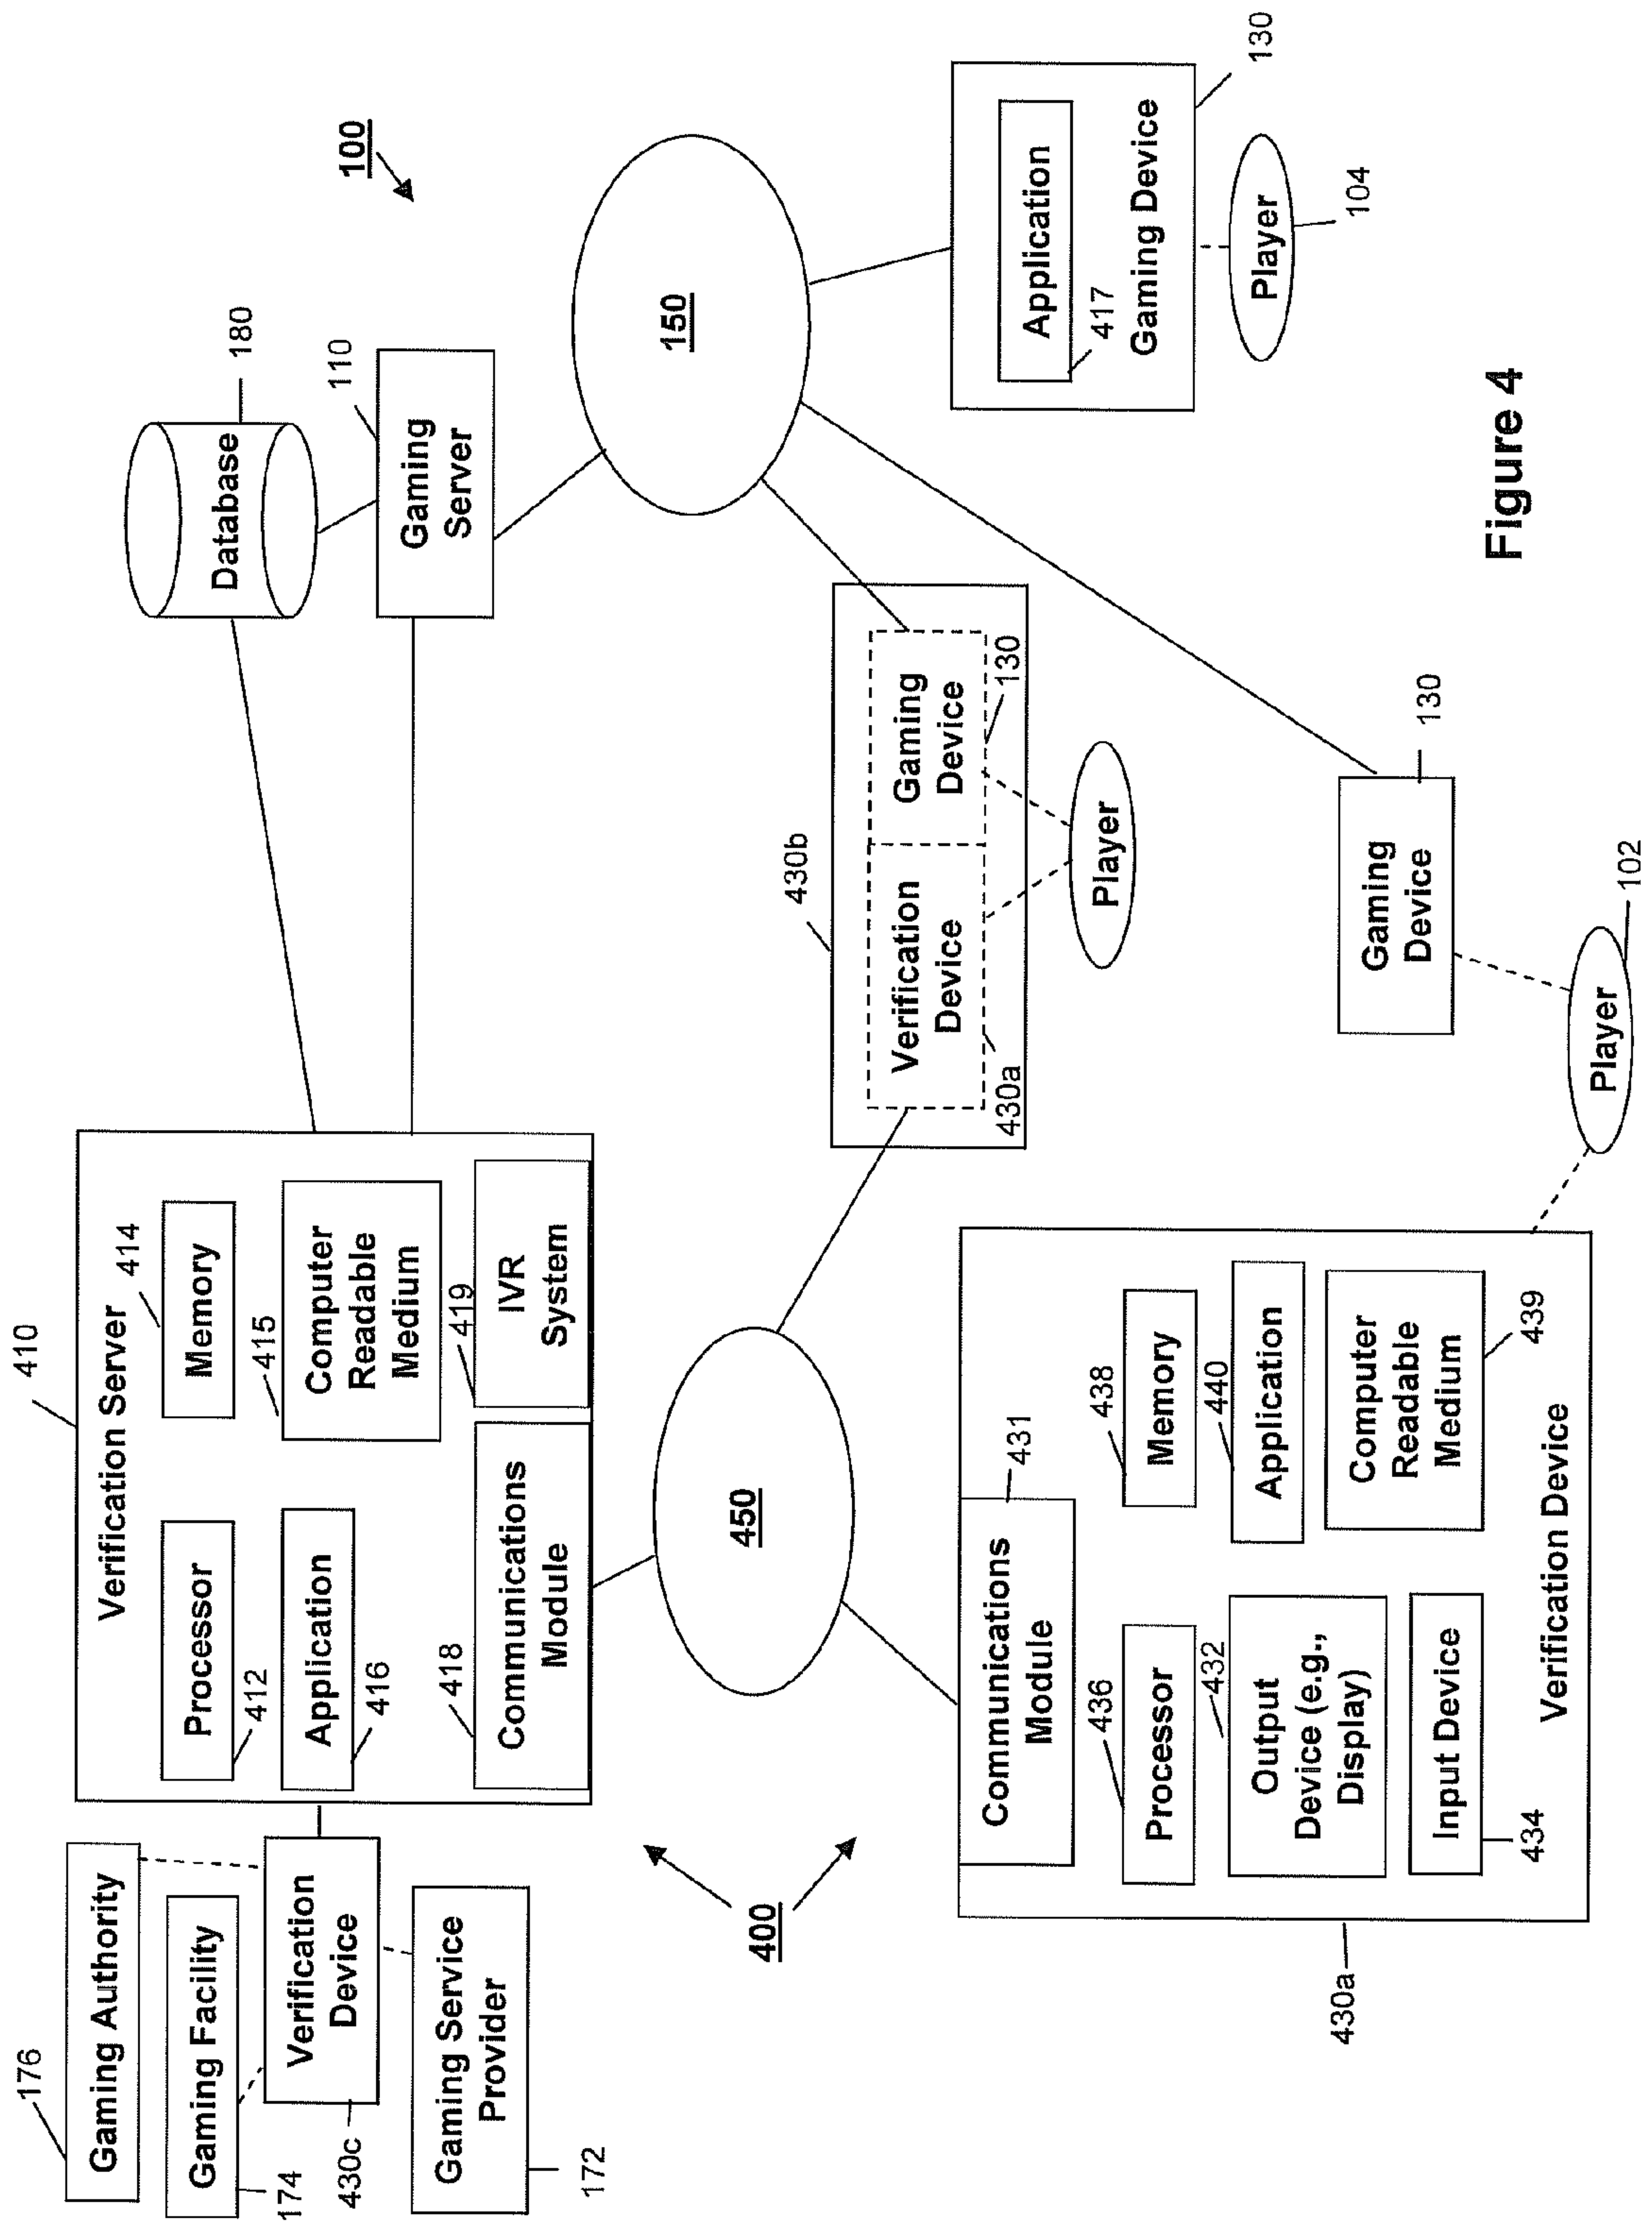 176
Gaming Authority
Gaming Facility
174
Verification
Device
430c
Gaming Service
Provider
172
410
Verification Server
Processor
412
Memory
414
Application
416
415
Computer
Readable
Medium
418
Communications
Module
419
IVR
System
Database
180
110
Gaming
Server
100
400
450
150
430b
Verification
Device
430a
Gaming
Device
130
Player
Application
417
Gaming Device
130
Player
104
Communications
Module
431
436
Processor
438
Memory
432
Output
Device (e.g.,
Display)
440
Application
Computer
Readable
Medium
439
Input Device
434
Verification Device
430a
Gaming
Device
130
Player
102
Figure 4